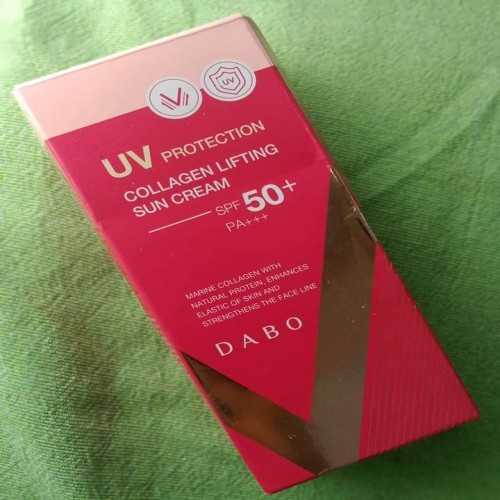 UV
UV PROTECTION
COLLAGEN LIFTING
SUN CREAM
SPF 50+
PA+++
MARINE COLLAGEN WITH
NATURAL PROTEIN, ENHANCES
ELASTIC OF SKIN AND
STRENGTHENS THE FACE LINE
DABO